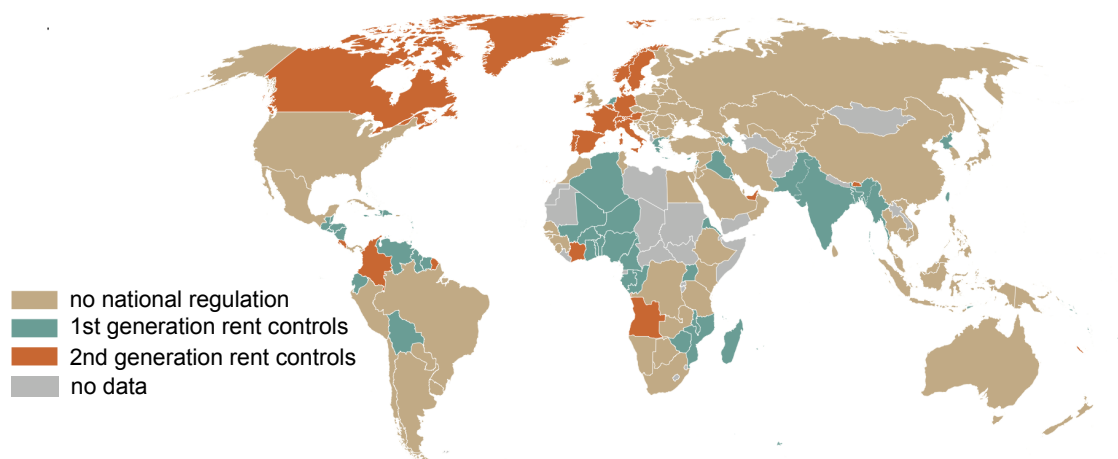 no national regulation
1st generation rent controls
2nd generation rent controls
no data